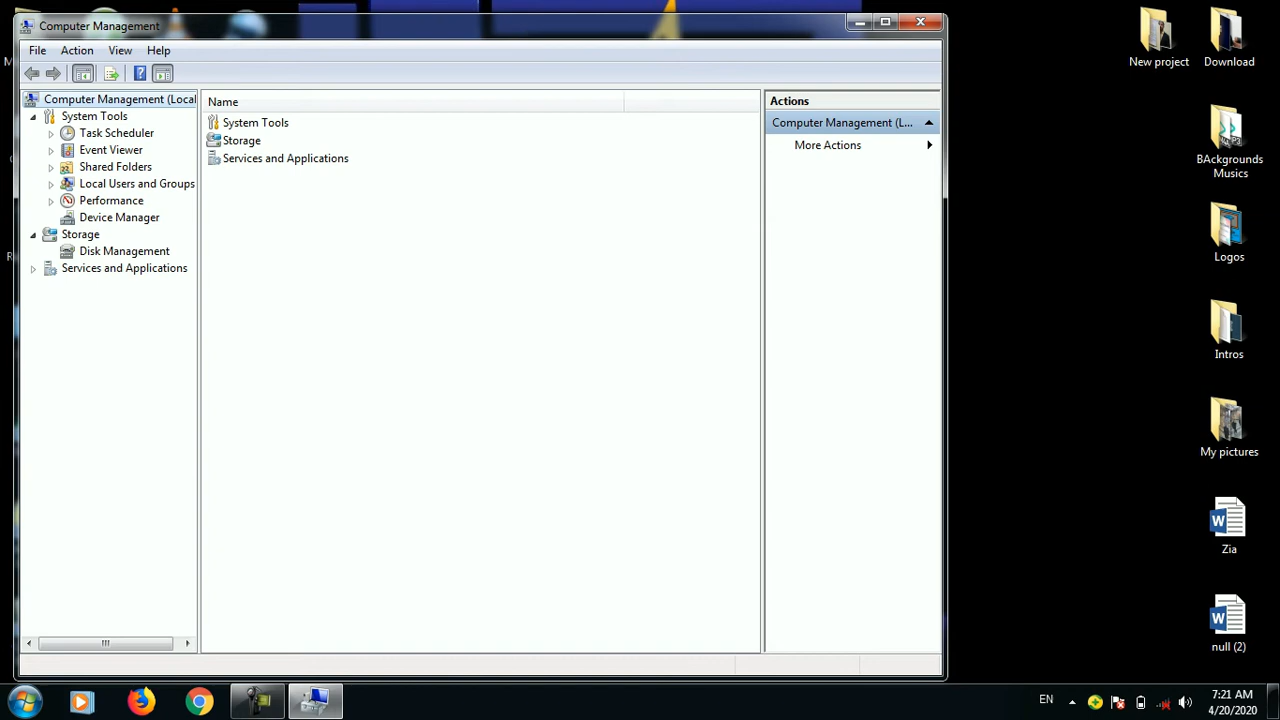 Computer Management
File Action View Help
Computer Management (Local
System Tools
Task Scheduler
Event Viewer
Shared Folders
Local Users and Groups
Performance
Device Manager
Storage
Disk Management
Services and Applications
Name
System Tools
Storage
Services and Applications
Actions
Computer Management (L...
More Actions
New project
Download
BAckgrounds
Musics
Logos
Intros
My pictures
Zia
null (2)
EN
7:21 AM
4/20/2020